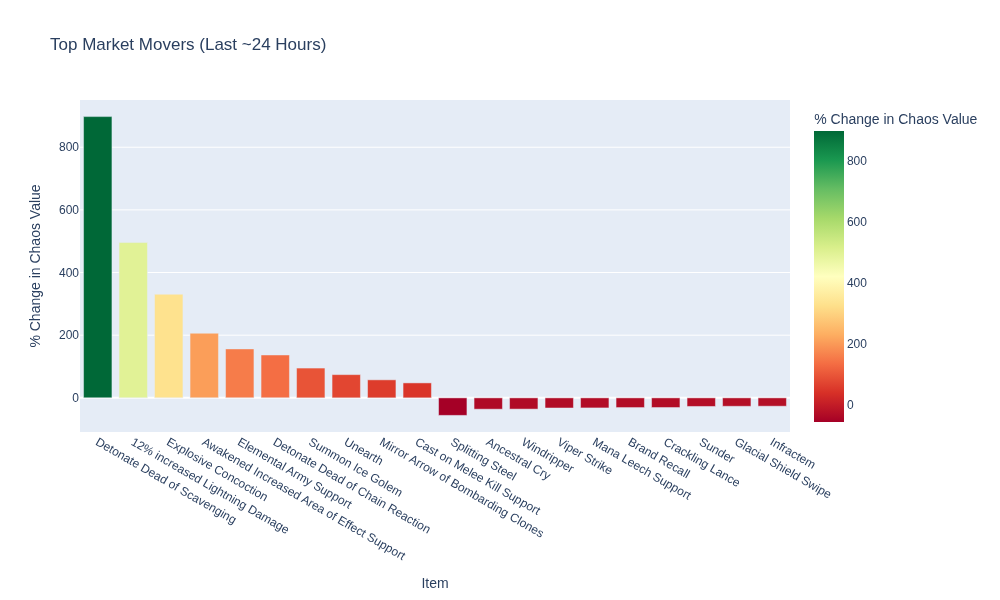 Top Market Movers (Last ~24 Hours)
% Change in Chaos Value
% Change in Chaos Value
800
600
400
200
0
800
600
400
200
0
Detonate Dead of Scavenging
12% increased Lightning Damage
Explosive Concoction
Awakened Increased Area of Effect Support
Elemental Army Support
Detonate Dead of Chain Reaction
Summon Ice Golem
Unearth
Mirror Arrow of Bombarding Clones
Cast on Melee Kill Support
Splitting Steel
Ancestral Cry
Windripper
Viper Strike
Mana Leech Support
Brand Recall
Crackling Lance
Sunder
Glacial Shield Swipe
Infractem
Item